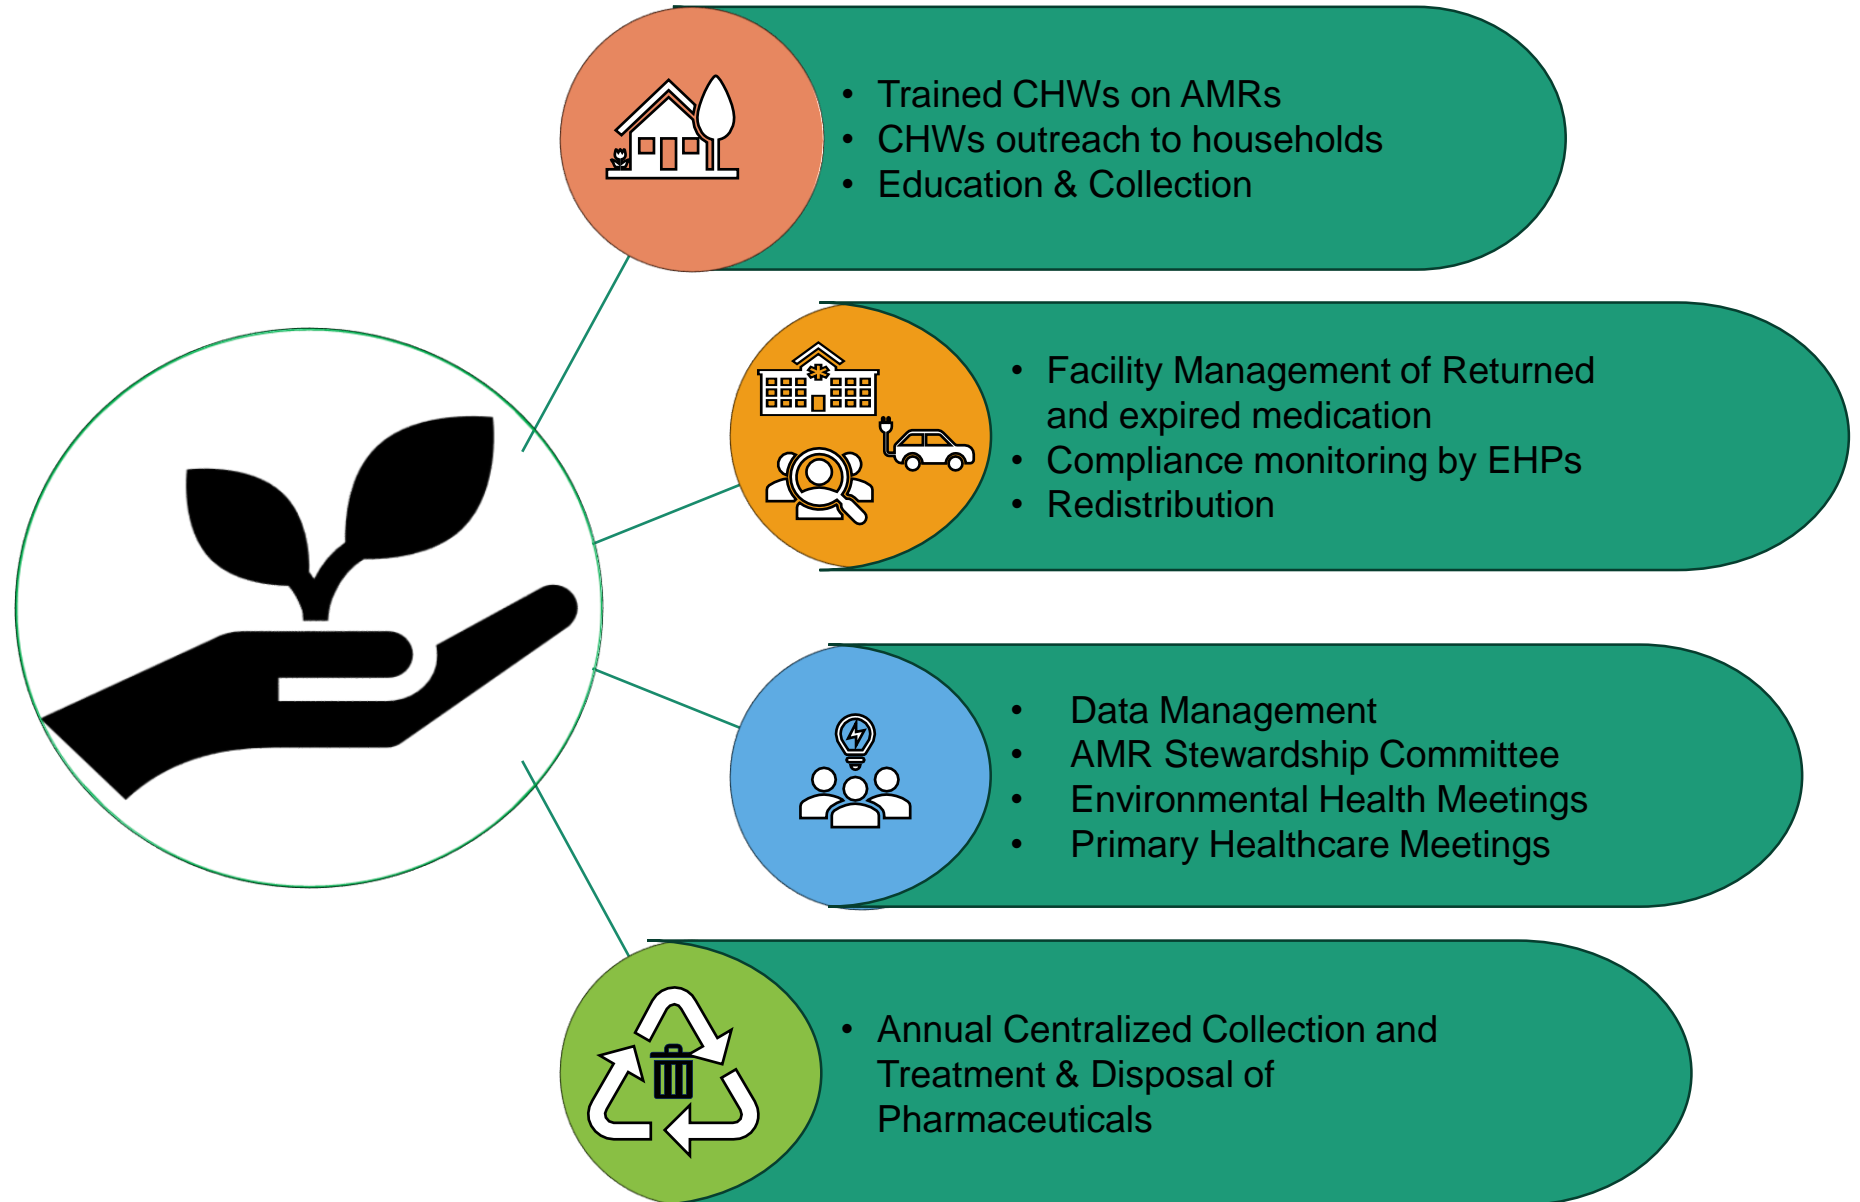 • Trained CHWs on AMRs
• CHWs outreach to households
• Education & Collection
• Facility Management of Returned
and expired medication
• Compliance monitoring by EHPs
• Redistribution
• Data Management
• AMR Stewardship Committee
• Environmental Health Meetings
• Primary Healthcare Meetings
• Annual Centralized Collection and
Treatment & Disposal of
Pharmaceuticals